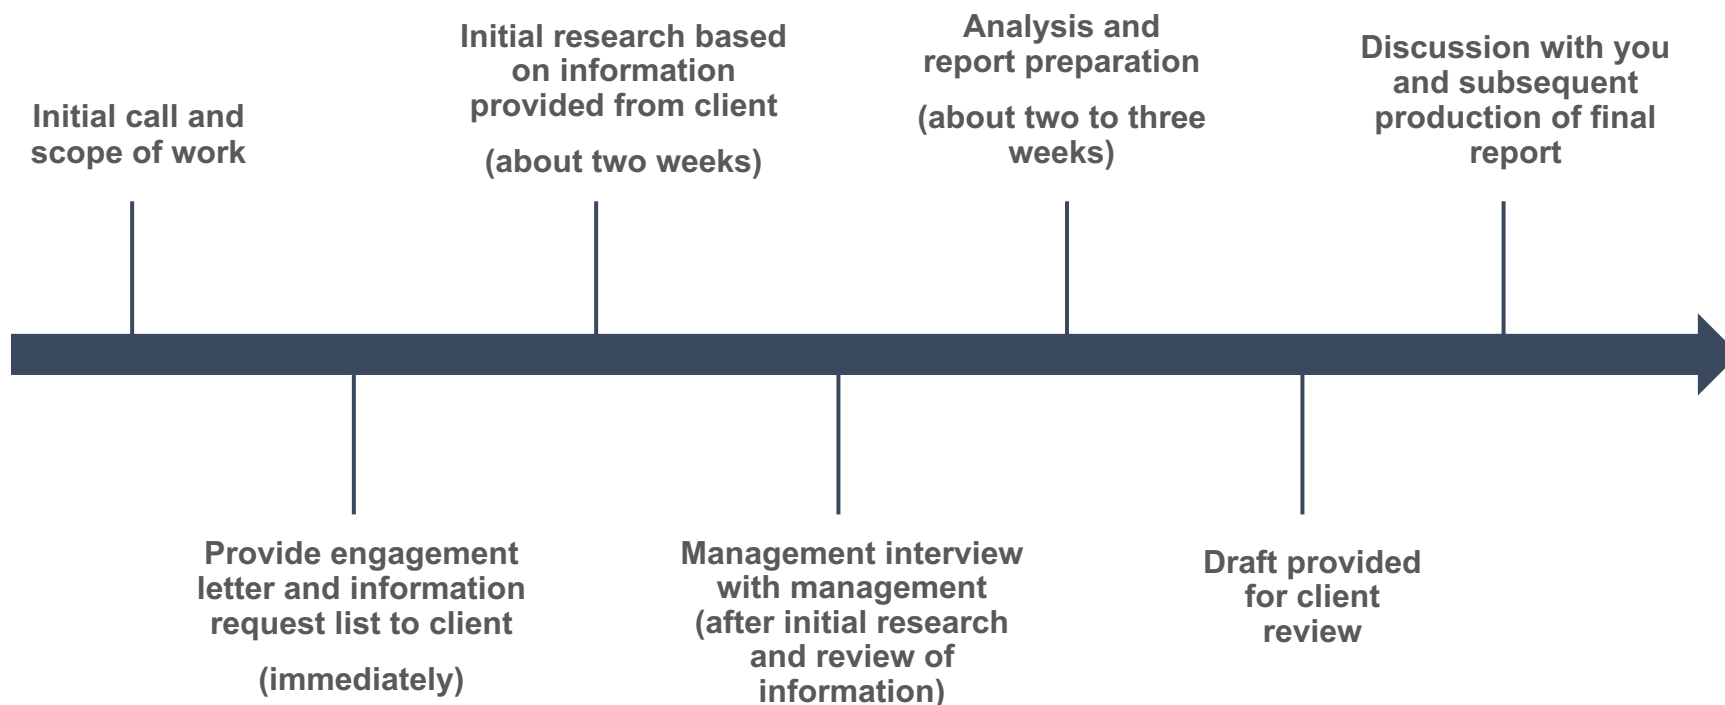 Initial call and
scope of work
Provide engagement
letter and information
request list to client
(immediately)
Initial research based
on information
provided from client
(about two weeks)
Management interview
with management
(after initial research
and review of
information)
Analysis and
report preparation
(about two to three
weeks)
Draft provided
for client
review
Discussion with you
and subsequent
production of final
report